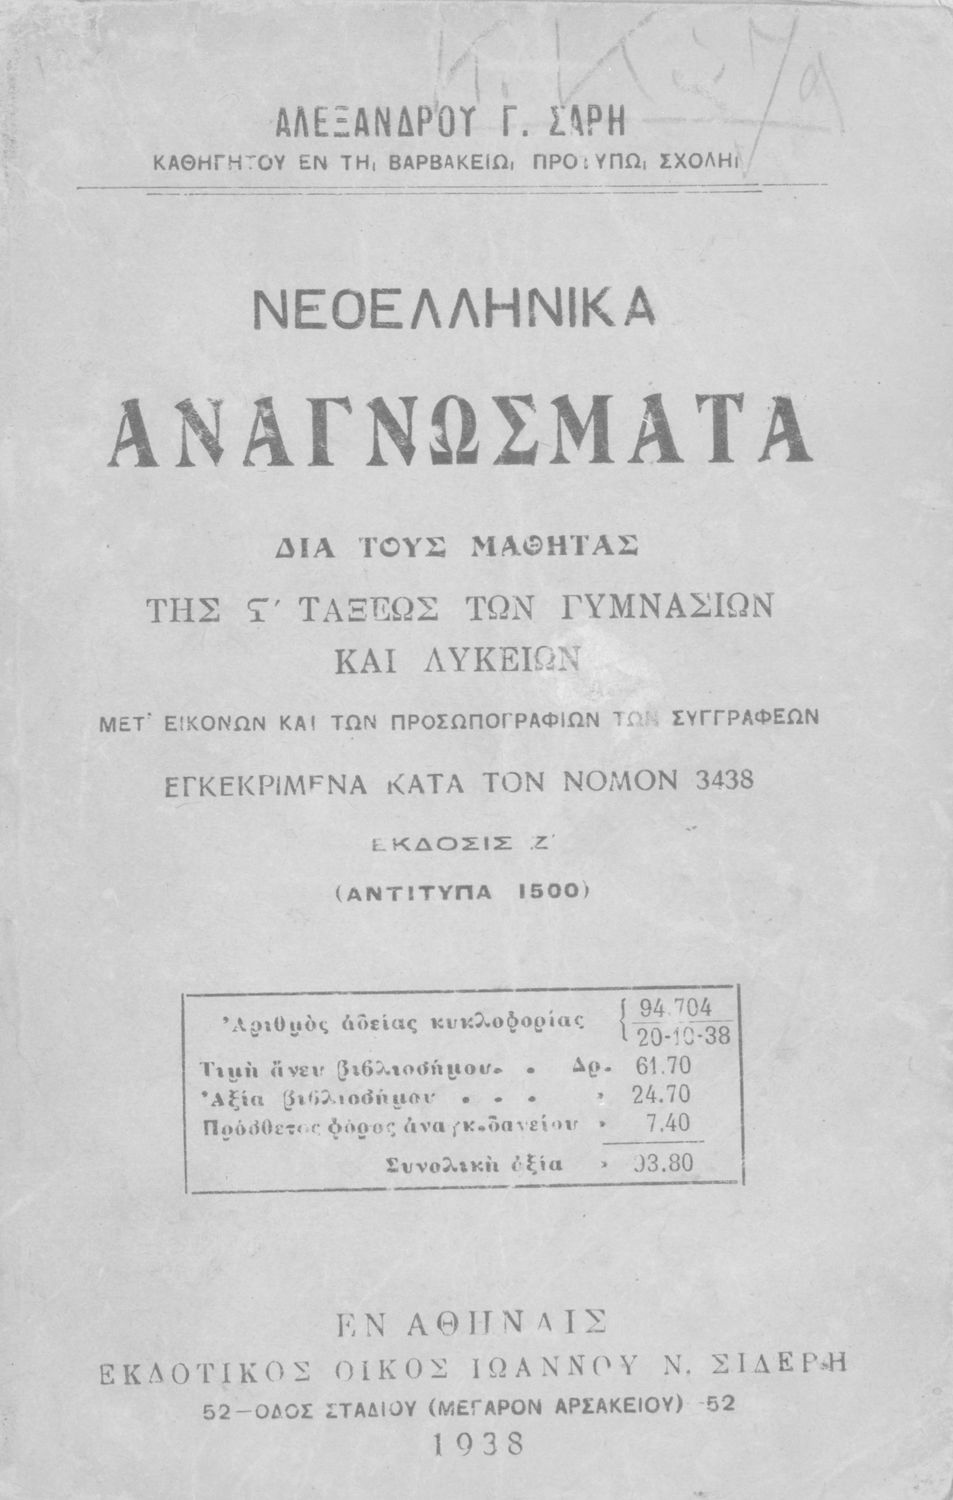 ΑΛΕΞΑΝΔΡΟΥ Γ. ΣΑΡΗ
ΚΑΘΗΓΗΤΟΥ ΕΝ ΤΗι ΒΑΡΒΑΚΕΙΩι ΠΡΟΤΥΠΩι ΣΧΟΛΗι
ΝΕΟΕΛΛΗΝΙΚΑ
ΑΝΑΓΝΩΣΜΑΤΑ
ΔΙΑ ΤΟΥΣ ΜΑΘΗΤΑΣ
ΤΗΣ Ϛ′ ΤΑΞΕΩΣ ΤΩΝ ΓΥΜΝΑΣΙΩΝ
ΚΑΙ ΛΥΚΕΙΩΝ
ΜΕΤ' ΕΙΚΟΝΩΝ ΚΑΙ ΤΩΝ ΠΡΟΣΩΠΟΓΡΑΦΙΩΝ ΤΩΝ ΣΥΓΓΡΑΦΕΩΝ
ΕΓΚΕΚΡΙΜΕΝΑ ΚΑΤΑ ΤΟΝ ΝΟΜΟΝ 3438
ΕΚΔΟΣΙΣ Ζ'
(ΑΝΤΙΤΥΠΑ 1500)
Ἀριθμὸς ἀδείας κυκλοφορίας { 94.704
20-10-38
Τιμὴ ἄνευ βιβλιοσήμου. . Δρ. 61.70
Ἀξία βιβλιοσήμου . . . » 24.70
Πρόσθετος φόρος ἀναγκ.δανείου » 7.40
Συνολικὴ ἀξία » 93.80
ΕΝ ΑΘΗΝΑΙΣ
ΕΚΔΟΤΙΚΟΣ ΟΙΚΟΣ ΙΩΑΝΝΟΥ Ν. ΣΙΔΕΡΗ
52—ΟΔΟΣ ΣΤΑΔΙΟΥ (ΜΕΓΑΡΟΝ ΑΡΣΑΚΕΙΟΥ) -52
1938